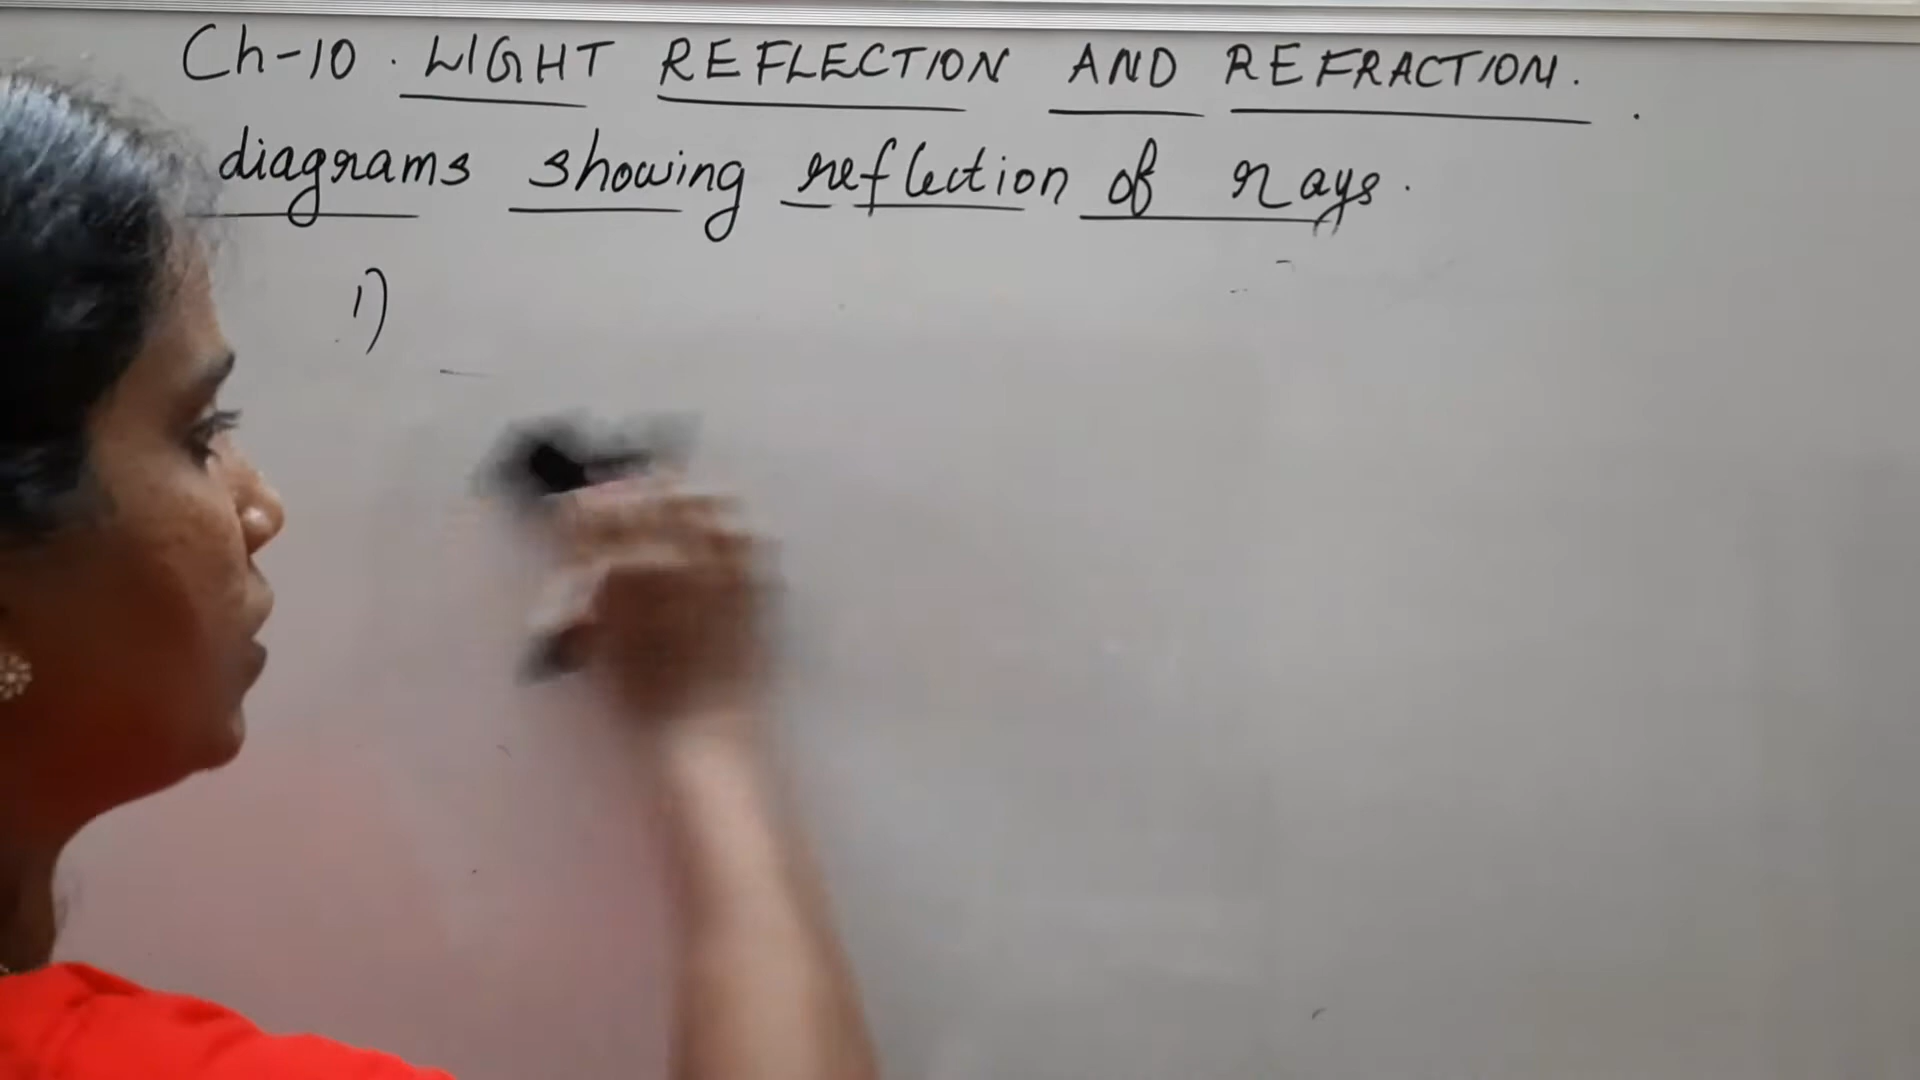 Ch-10. LIGHT REFLECTION AND REFRACTION.
diagrams showing reflection of rays.
1)